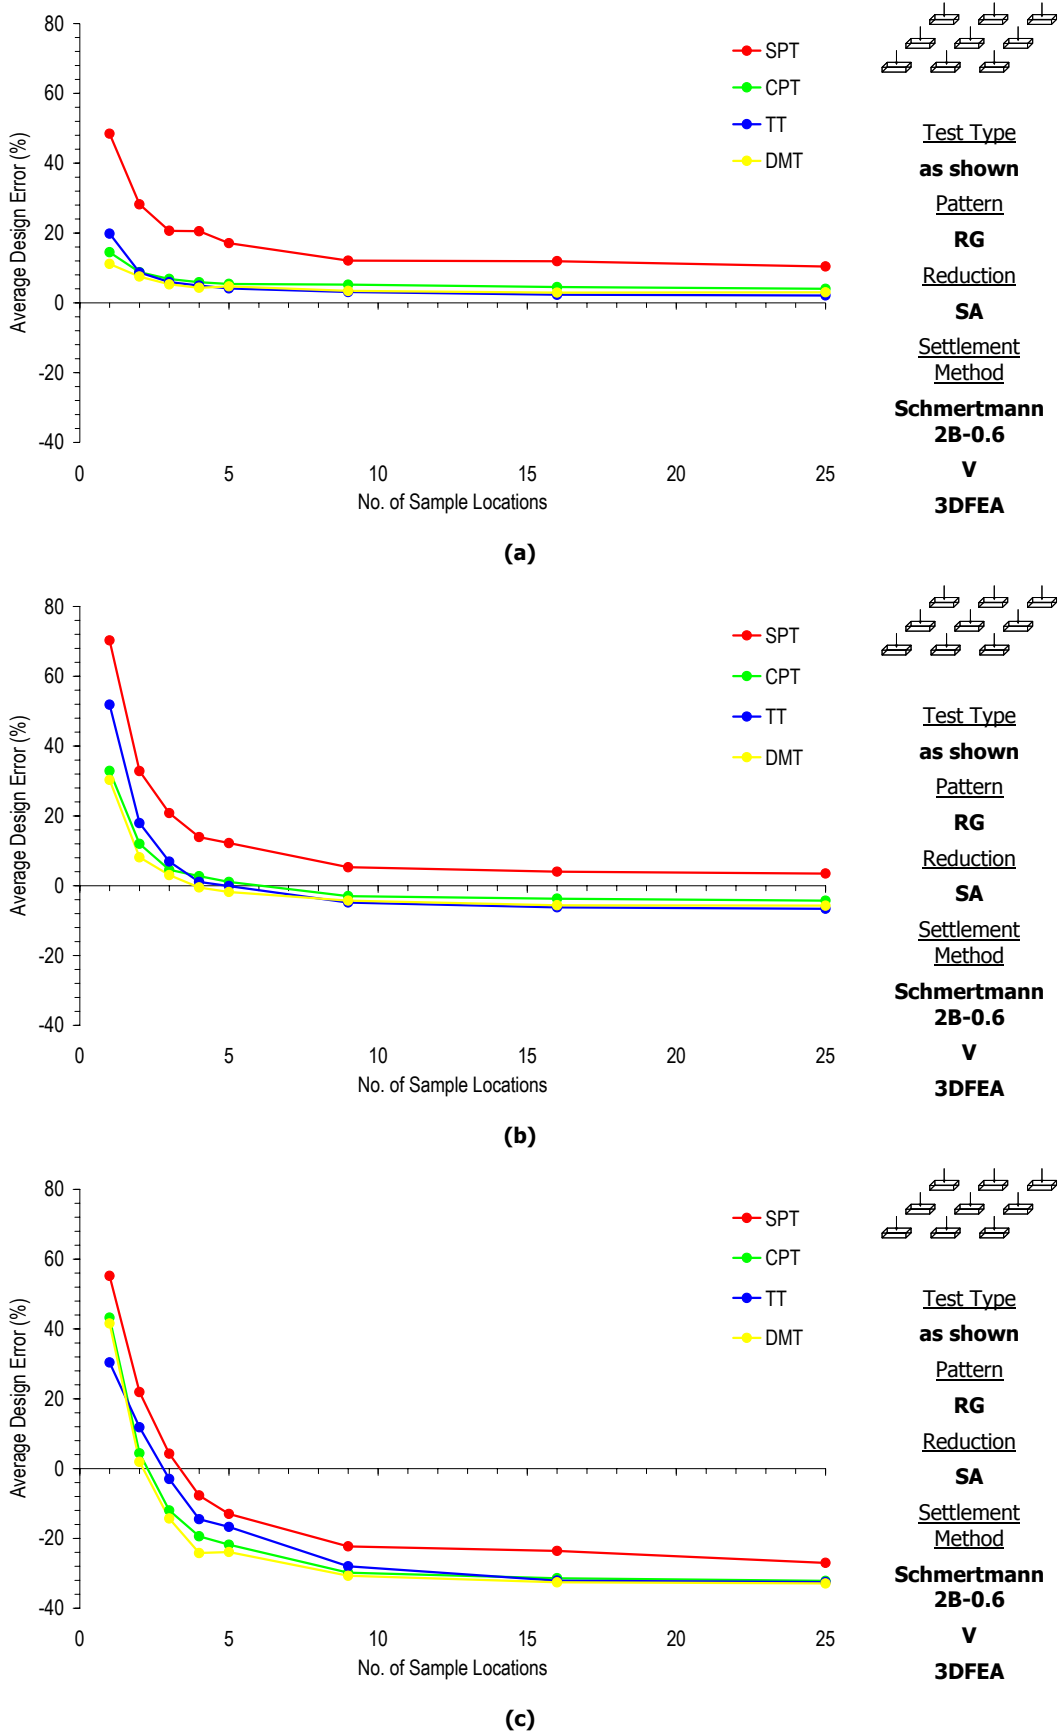 80
60
40
20
0
-20
-40
Average Design Error (%)
SPT
CPT
TT
DMT
0
5
10
15
20
25
No. of Sample Locations
Test Type
as shown
Pattern
RG
Reduction
SA
Settlement
Method
Schmertmann
2B-0.6
V
3DFEA
(a)
80
60
40
20
0
-20
-40
Average Design Error (%)
SPT
CPT
TT
DMT
0
5
10
15
20
25
No. of Sample Locations
Test Type
as shown
Pattern
RG
Reduction
SA
Settlement
Method
Schmertmann
2B-0.6
V
3DFEA
(b)
80
60
40
20
0
-20
-40
Average Design Error (%)
SPT
CPT
TT
DMT
0
5
10
15
20
25
No. of Sample Locations
Test Type
as shown
Pattern
RG
Reduction
SA
Settlement
Method
Schmertmann
2B-0.6
V
3DFEA
(c)